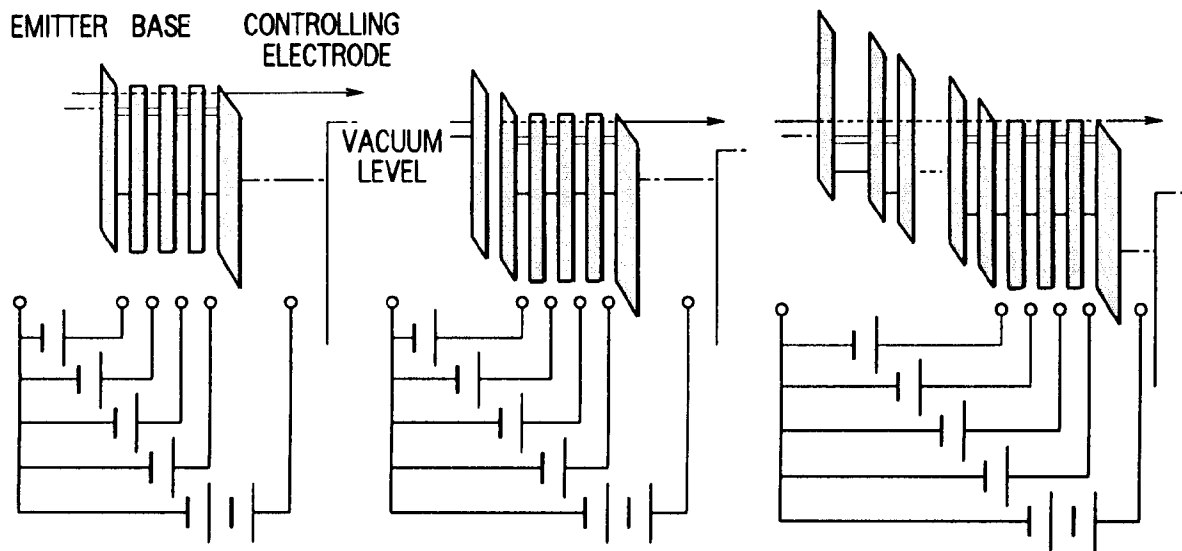 EMITTER BASE
CONTROLLING
ELECTRODE
VACUUM
LEVEL